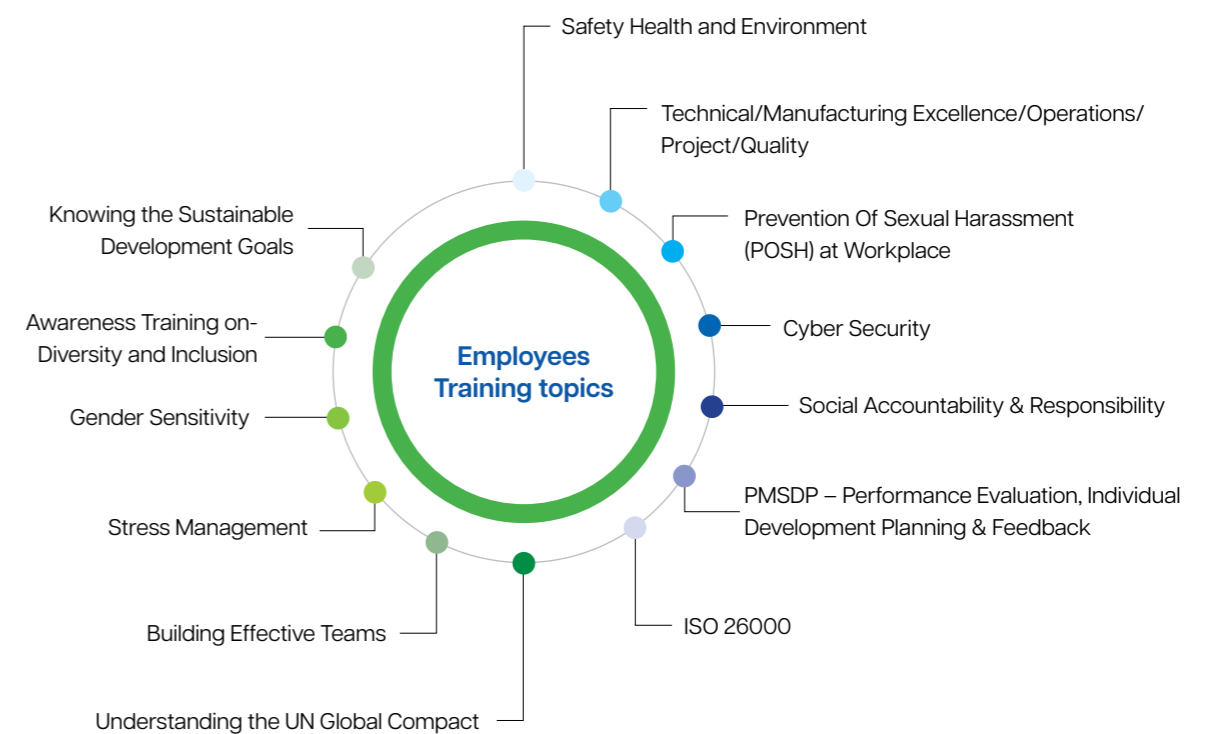 Safety Health and Environment
Technical/Manufacturing Excellence/Operations/
Project/Quality
Prevention Of Sexual Harassment
(POSH) at Workplace
Cyber Security
Social Accountability & Responsibility
PMSDP – Performance Evaluation, Individual
Development Planning & Feedback
ISO 26000
Understanding the UN Global Compact
Building Effective Teams
Stress Management
Gender Sensitivity
Awareness Training on-
Diversity and Inclusion
Knowing the Sustainable
Development Goals
Employees
Training topics